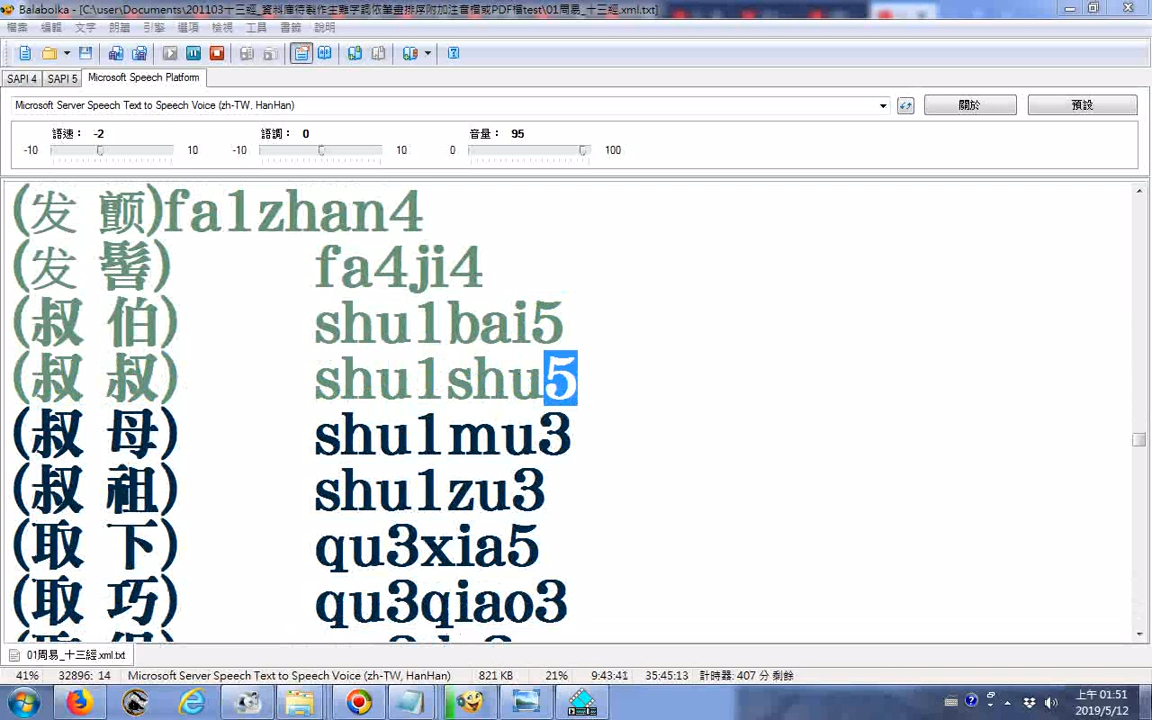 Balabolka - [C:\user\Documents\201103十三經_資料庫待製作生難字詞依筆畫排序附加注音檔或PDF檔test\01周易_十三經.xml.txt]
檔案 編輯 文字 朗讀 引擎 選項 檢視 工具 書籤 說明
SAPI 4 SAPI 5 Microsoft Speech Platform
Microsoft Server Speech Text to Speech Voice (zh-TW, HanHan) 關於 預設
語速： -2 語調： 0 音量： 95
-10 10 -10 10 0 100
(发 颤)fa1zhan4
(发 髻) fa4ji4
(叔 伯) shu1bai5
(叔 叔) shu1shu5
(叔 母) shu1mu3
(叔 祖) shu1zu3
(取 下) qu3xia5
(取 巧) qu3qiao3
01周易_十三經.xml.txt
41% 32896: 14 Microsoft Server Speech Text to Speech Voice (zh-TW, HanHan) 821 KB 21% 9:43:41 35:45:13 計時器: 407 分 剩餘
上午 01:51
2019/5/12